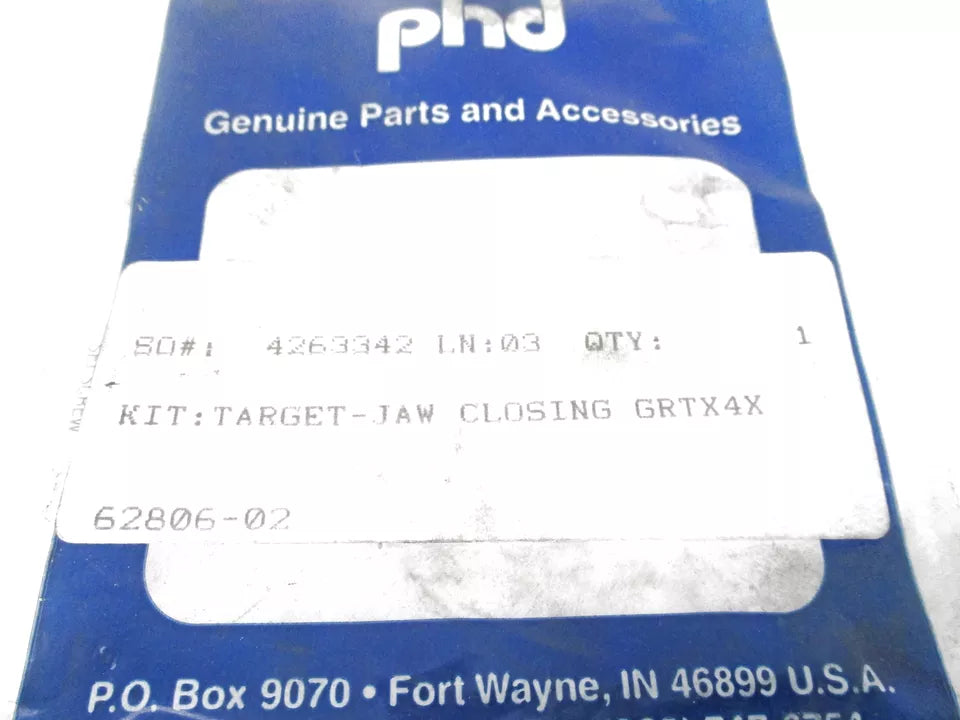 phd
Genuine Parts and Accessories
SO#: 4263342 LN:03 QTY: 1
KIT:TARGET-JAW CLOSING GRTX4X
62806-02
P.O. Box 9070 • Fort Wayne, IN 46899 U.S.A.